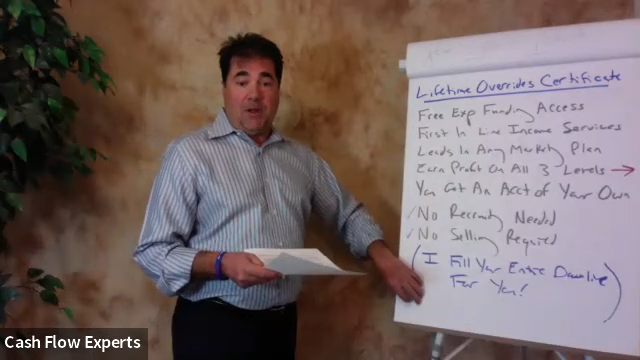 Lifetime Overrides Certificate
Free Exp Funding Access
First In Line Income Services
Leads In Any Market Plan
Earn Profit On All 3 Levels →
You Get An Acct of Your Own
✓ No Recruity Needed
✓ No Selling Required
(I Fill Your Entire Downline
For You!)
Cash Flow Experts